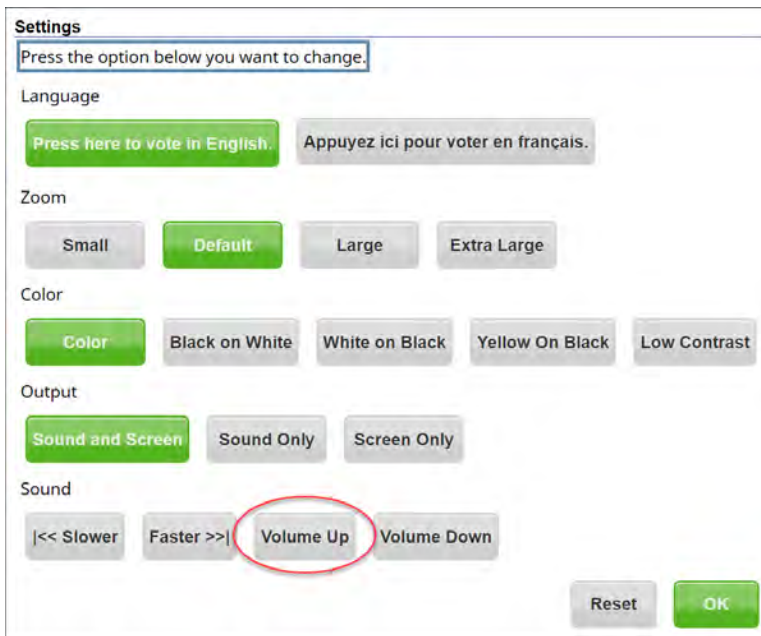 Settings
Press the option below you want to change.
Language
Press here to vote in English. Appuyez ici pour voter en français.
Zoom
Small Default Large Extra Large
Color
Color Black on White White on Black Yellow On Black Low Contrast
Output
Sound and Screen Sound Only Screen Only
Sound
|<< Slower Faster >>| Volume Up Volume Down
Reset OK